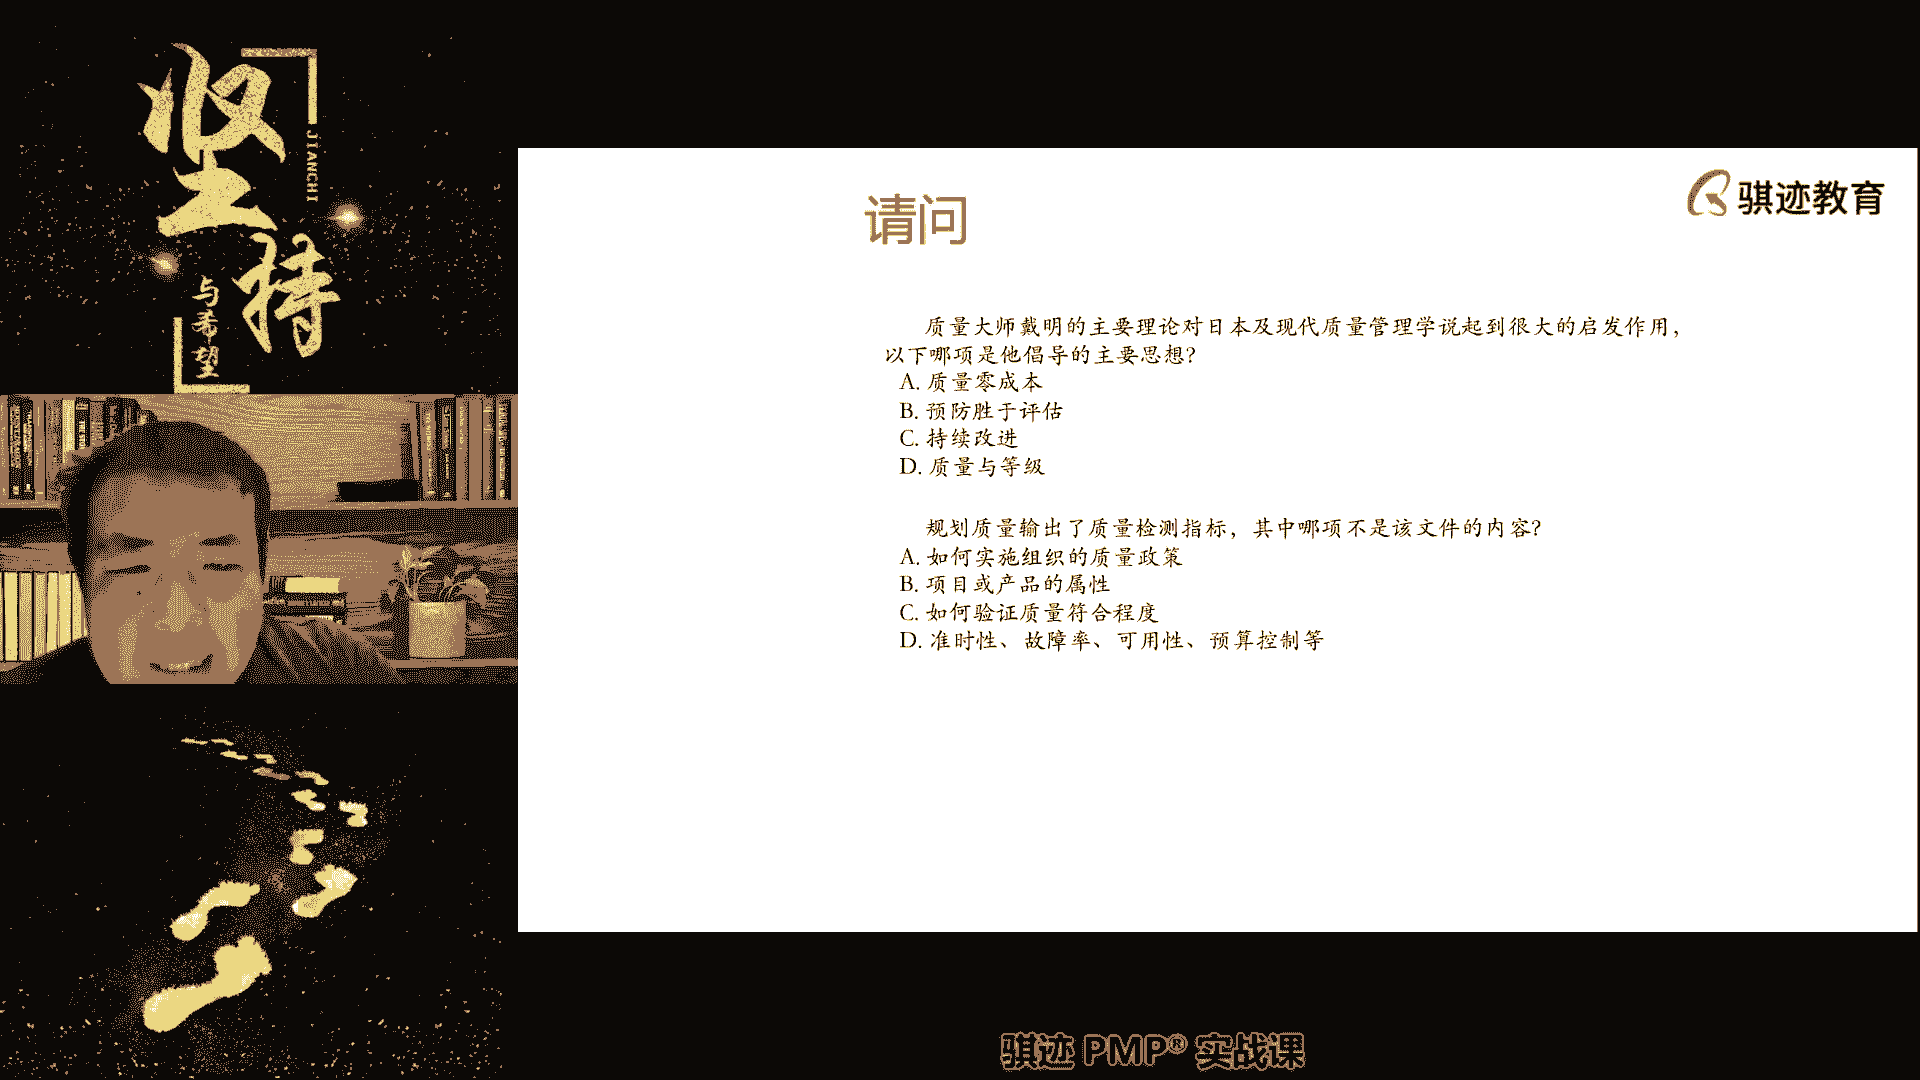 坚持
JIANCHI
与希望
骐迹教育
请问
质量大师戴明的主要理论对日本及现代质量管理学说起到很大的启发作用，
以下哪项是他倡导的主要思想?
A. 质量零成本
B. 预防胜于评估
C. 持续改进
D. 质量与等级
规划质量输出了质量检测指标，其中哪项不是该文件的内容?
A. 如何实施组织的质量政策
B. 项目或产品的属性
C. 如何验证质量符合程度
D. 准时性、故障率、可用性、预算控制等
骐迹 PMP® 实战课